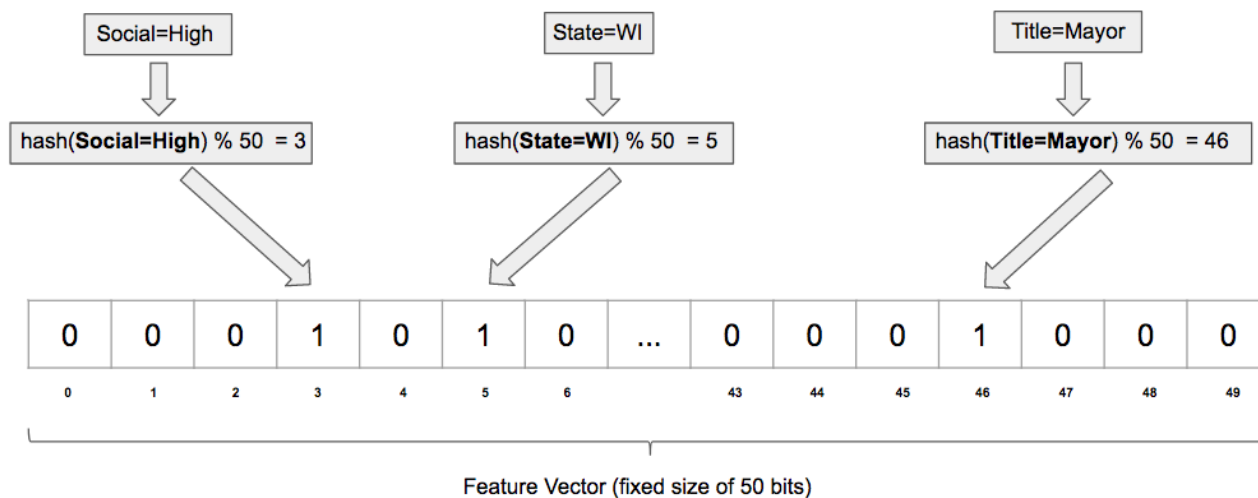 Social=High State=WI Title=Mayor
hash(Social=High) % 50 = 3 hash(State=WI) % 50 = 5 hash(Title=Mayor) % 50 = 46
0 0 0 1 0 1 0 ... 0 0 0 1 0 0 0
0 1 2 3 4 5 6 43 44 45 46 47 48 49
Feature Vector (fixed size of 50 bits)